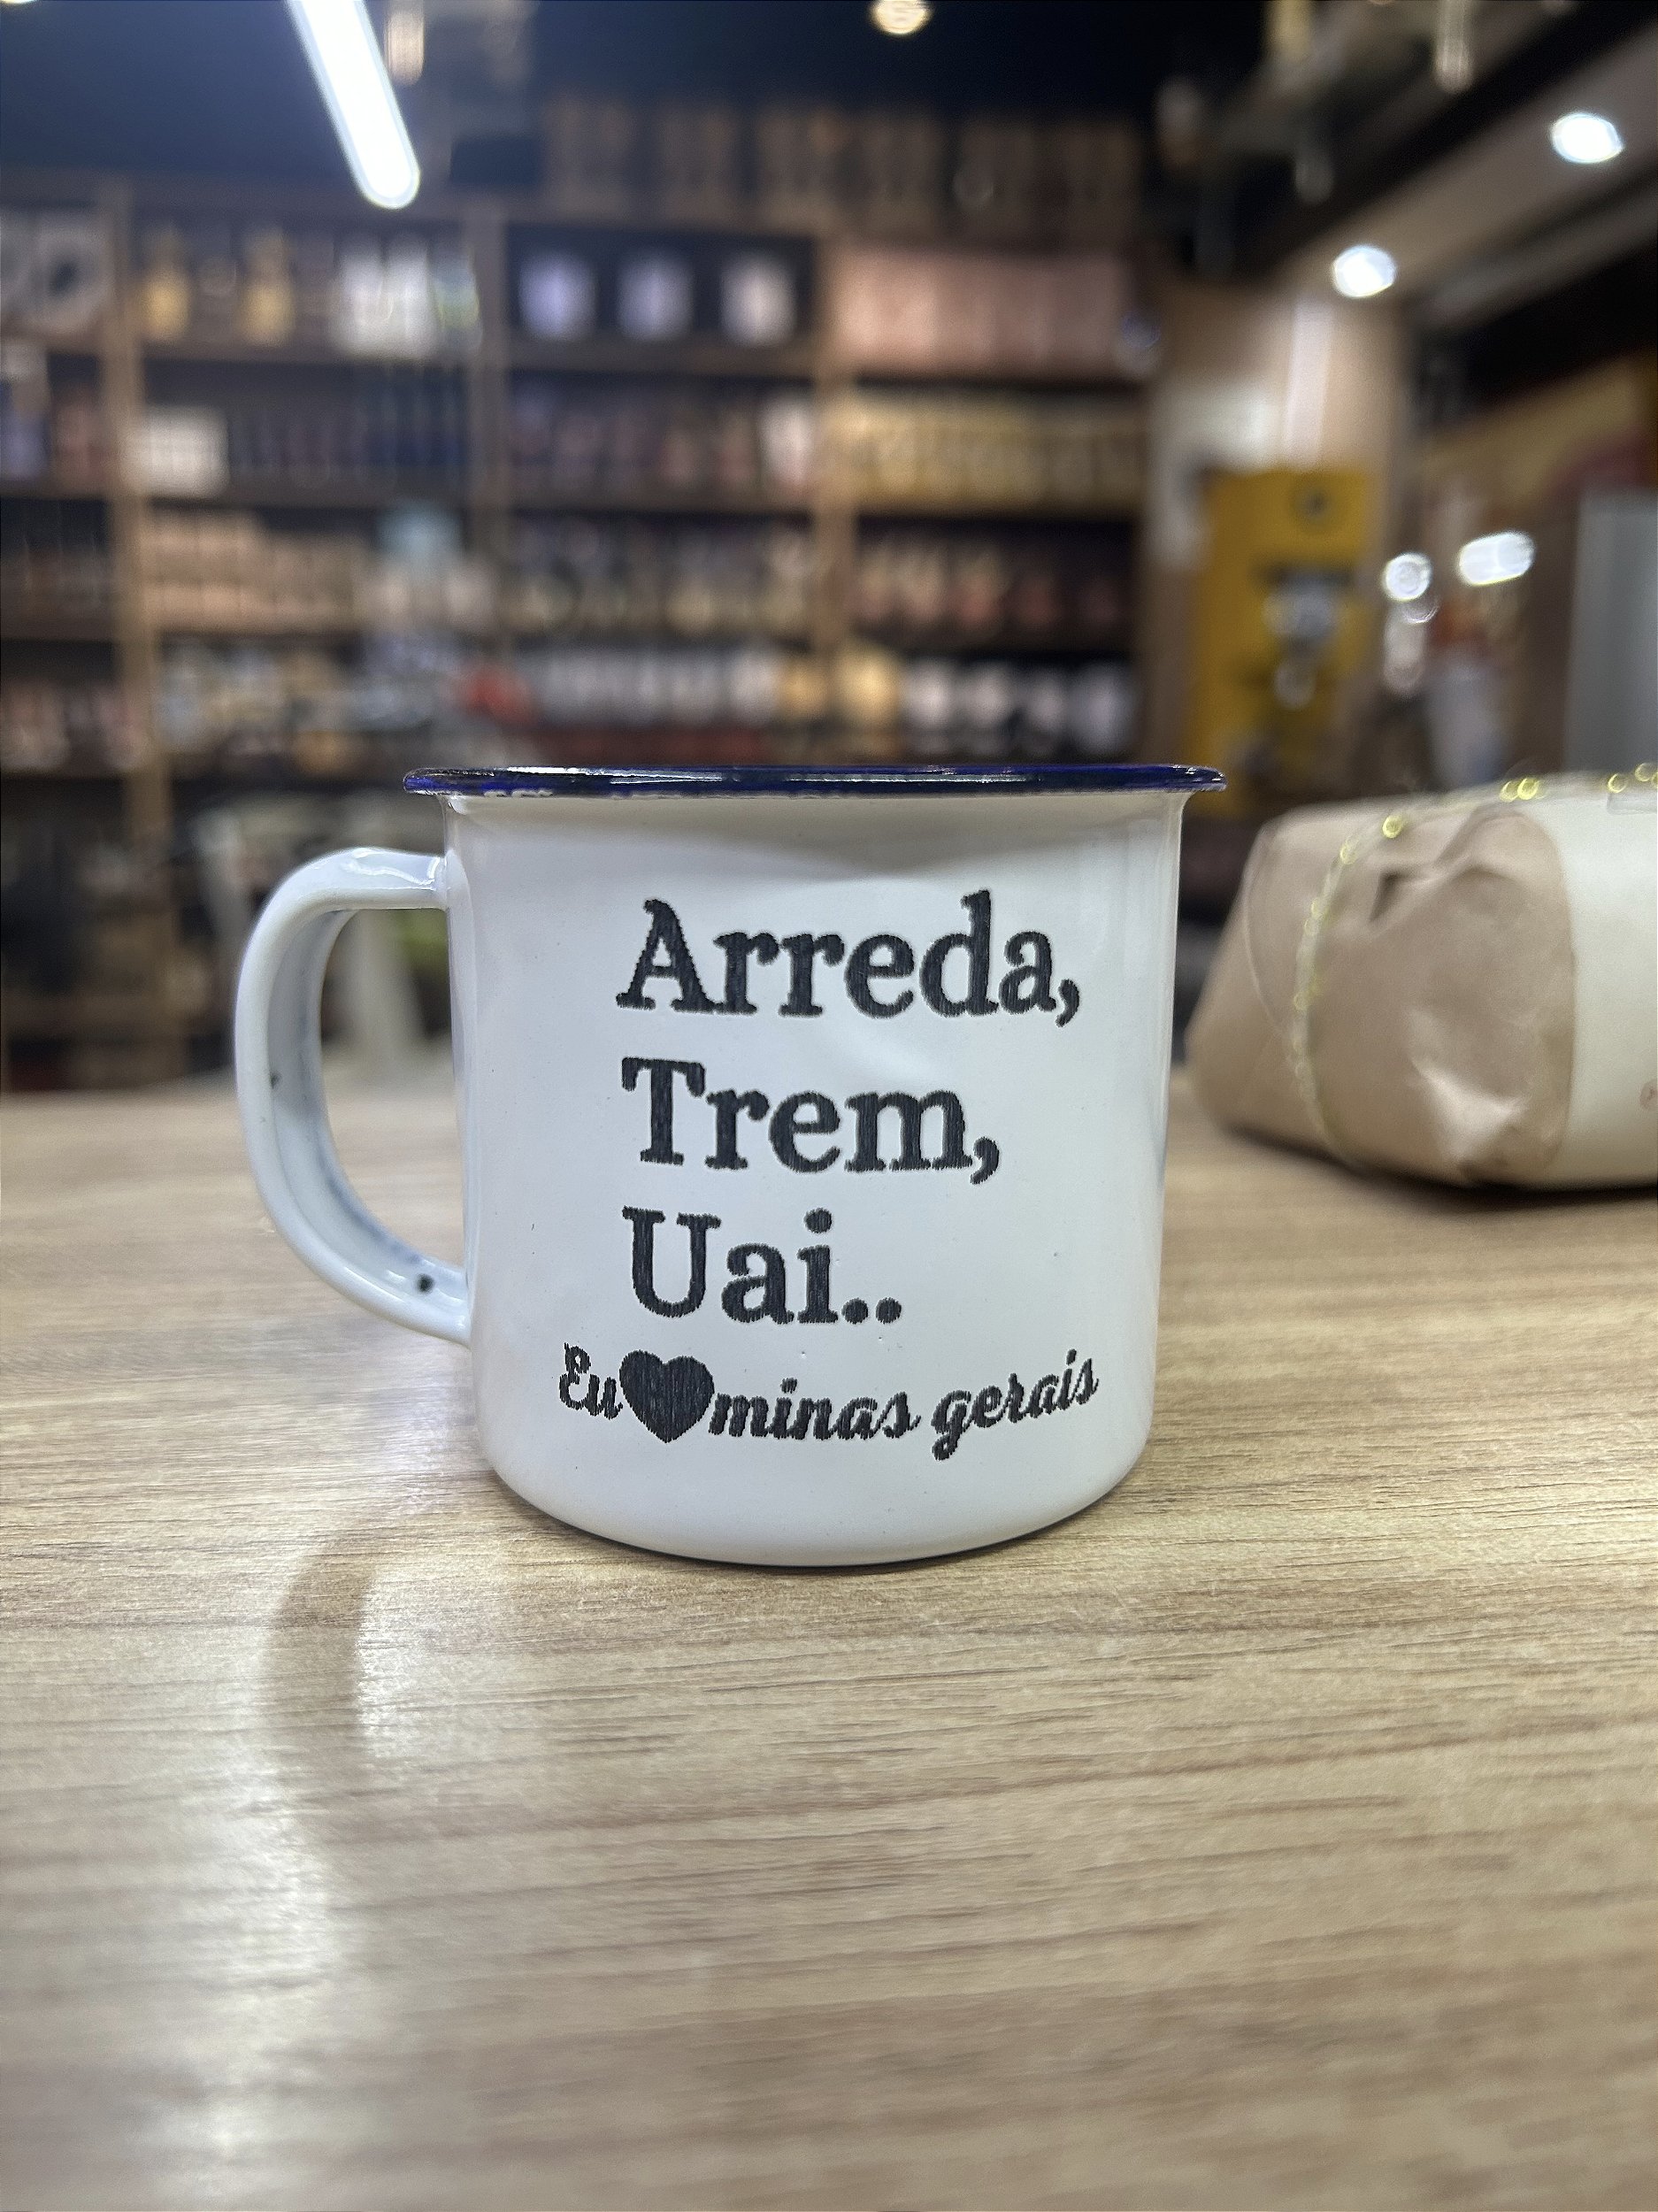 Arreda,
Trem,
Uai..
Eu❤minas gerais